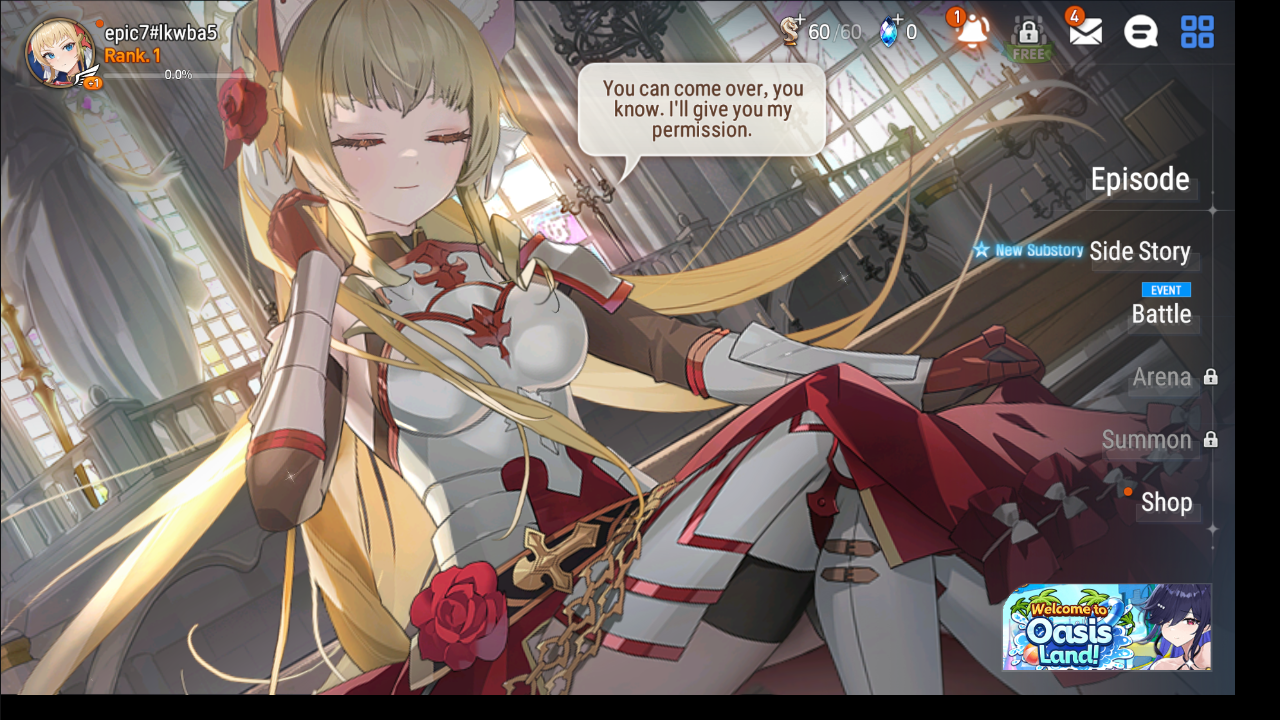 epic7#lkwba5
Rank. 1
0.0%
+1
60/60
0
1
FREE
4
You can come over, you
know. I'll give you my
permission.
Episode
New Substory Side Story
EVENT
Battle
Arena
Summon
Shop
Welcome to
Oasis
Land!